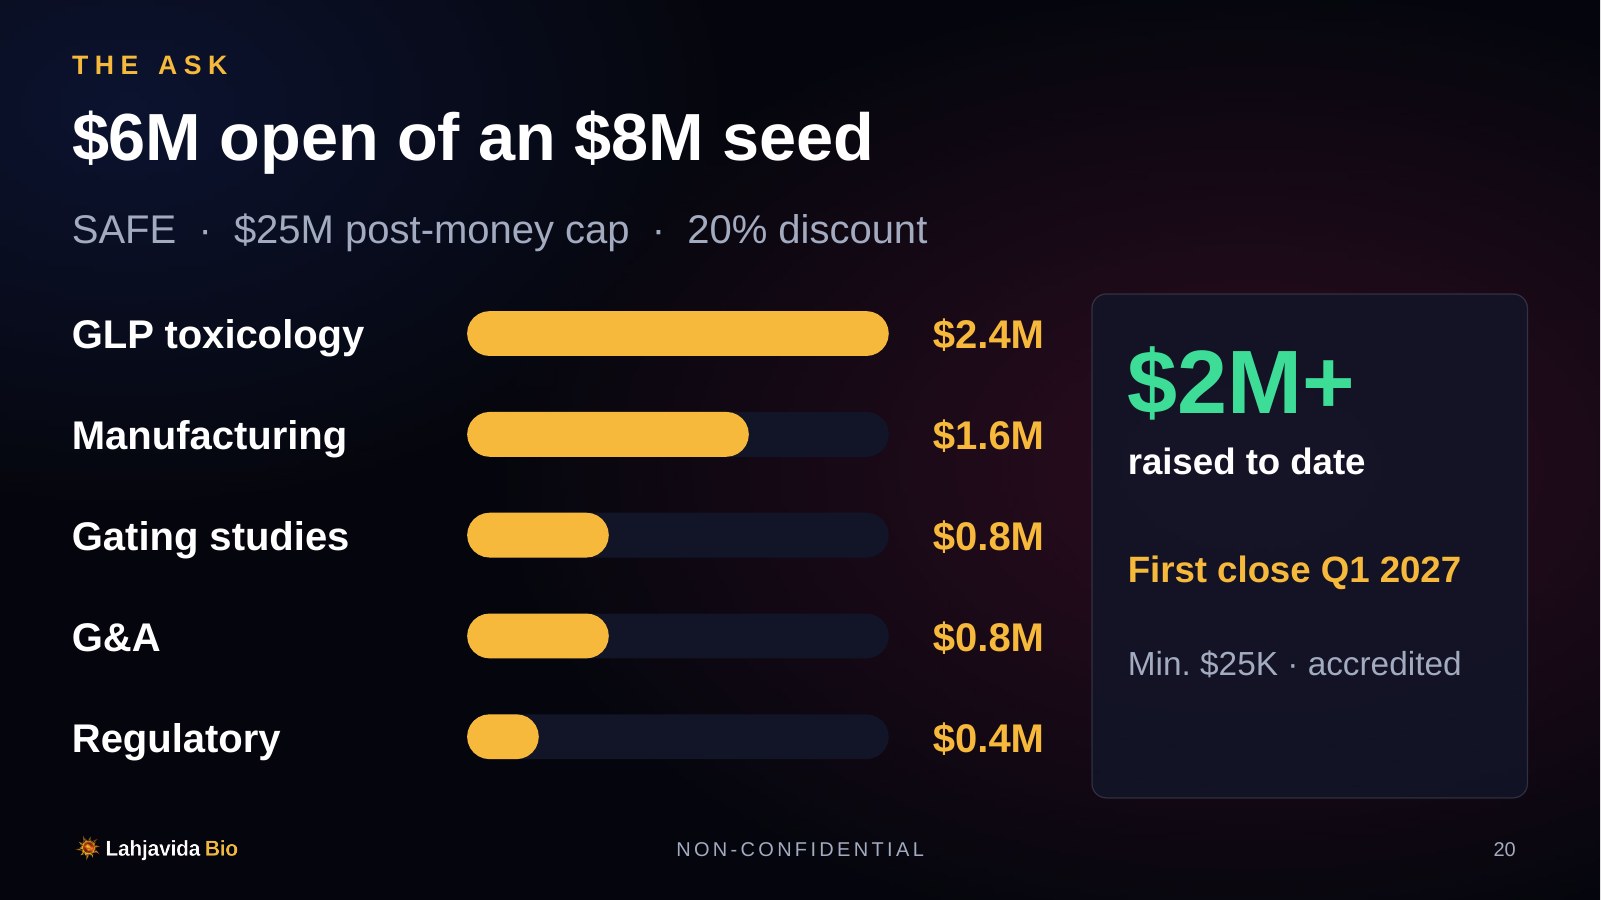 THE ASK
$6M open of an $8M seed
SAFE · $25M post-money cap · 20% discount
GLP toxicology $2.4M
Manufacturing $1.6M
Gating studies $0.8M
G&A $0.8M
Regulatory $0.4M
$2M+
raised to date
First close Q1 2027
Min. $25K · accredited
Lahjavida Bio
NON-CONFIDENTIAL
20